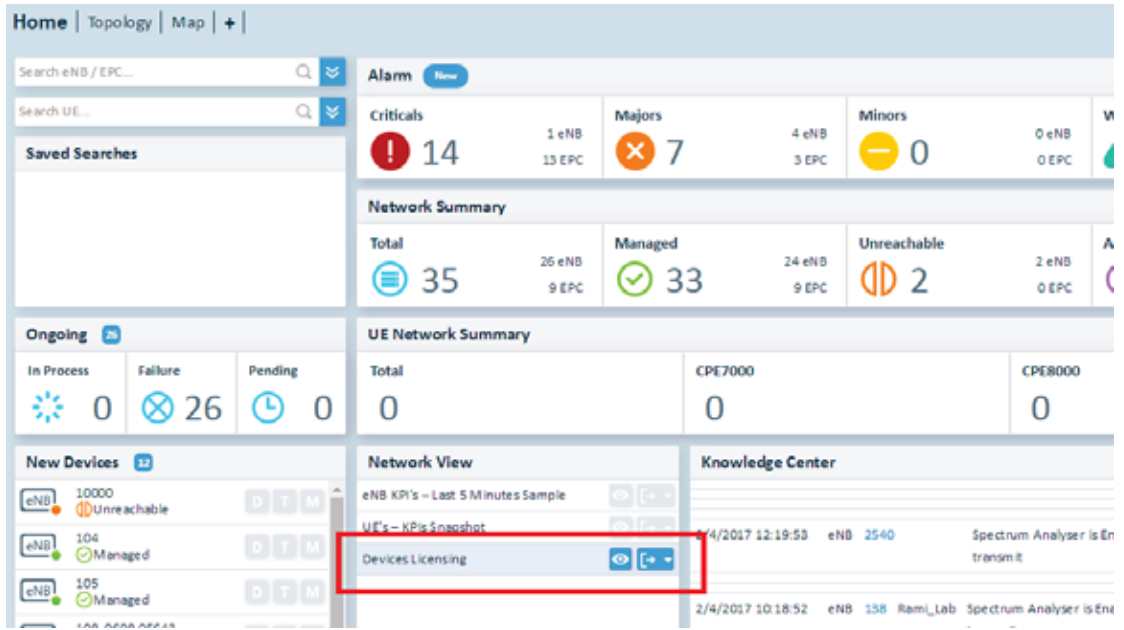 Home | Topology | Map | +
Search eNB / EPC...
Search UE...
Saved Searches
Alarm New
Criticals
14
1 eNB
13 EPC
Majors
7
4 eNB
3 EPC
Minors
0
0 eNB
0 EPC
Network Summary
Total
35
26 eNB
9 EPC
Managed
33
24 eNB
9 EPC
Unreachable
2
2 eNB
0 EPC
A
Ongoing 26
In Process
0
Failure
26
Pending
0
UE Network Summary
Total
0
CPE7000
0
CPE8000
0
New Devices 12
eNB 10000
Unreachable
D T M
eNB 104
Managed
D T M
eNB 105
Managed
D T M
Network View
eNB KPI's – Last 5 Minutes Sample
UE's – KPIs Snapshot
Devices Licensing
Knowledge Center
2/4/2017 12:19:53 eNB 2540 Spectrum Analyser is En
transmit
2/4/2017 10:18:52 eNB 158 Rami_Lab Spectrum Analyser is Ena